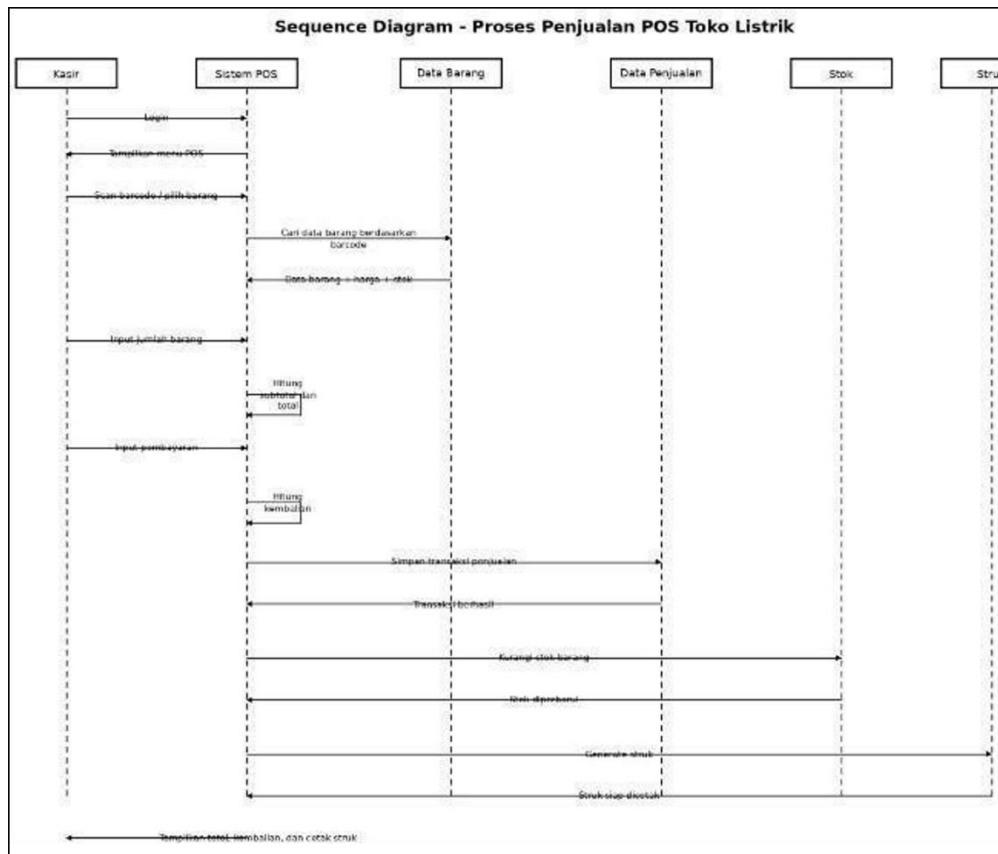 Sequence Diagram - Proses Penjualan POS Toko Listrik
Kasir
Sistem POS
Data Barang
Data Penjualan
Stok
Stru
Login
Tampilkan menu POS
Scan barcode / pilih barang
Cari data barang berdasarkan
barcode
Data barang + harga + stok
Input jumlah barang
Hitung
subtotal dan
total
Input pembayaran
Hitung
kembalian
Simpan transaksi penjualan
Transaksi berhasil
Kurangi stok barang
Stok diperbarui
Generate struk
Struk siap dicetak
Tampilkan total, kembalian, dan cetak struk